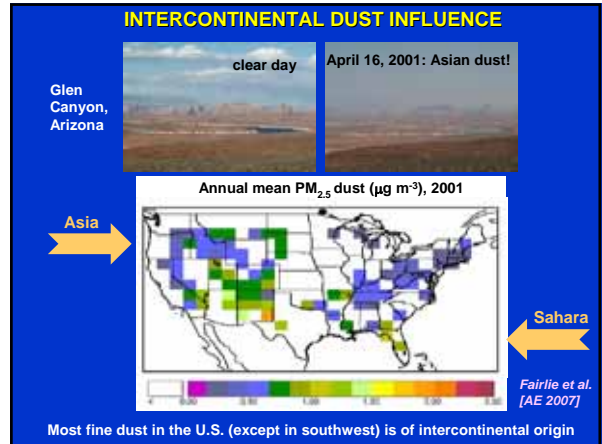 INTERCONTINENTAL DUST INFLUENCE
clear day
April 16, 2001: Asian dust!
Glen
Canyon,
Arizona
Annual mean PM2.5 dust (μg m-3), 2001
Asia
Sahara
Fairlie et al.
[AE 2007]
Most fine dust in the U.S. (except in southwest) is of intercontinental origin